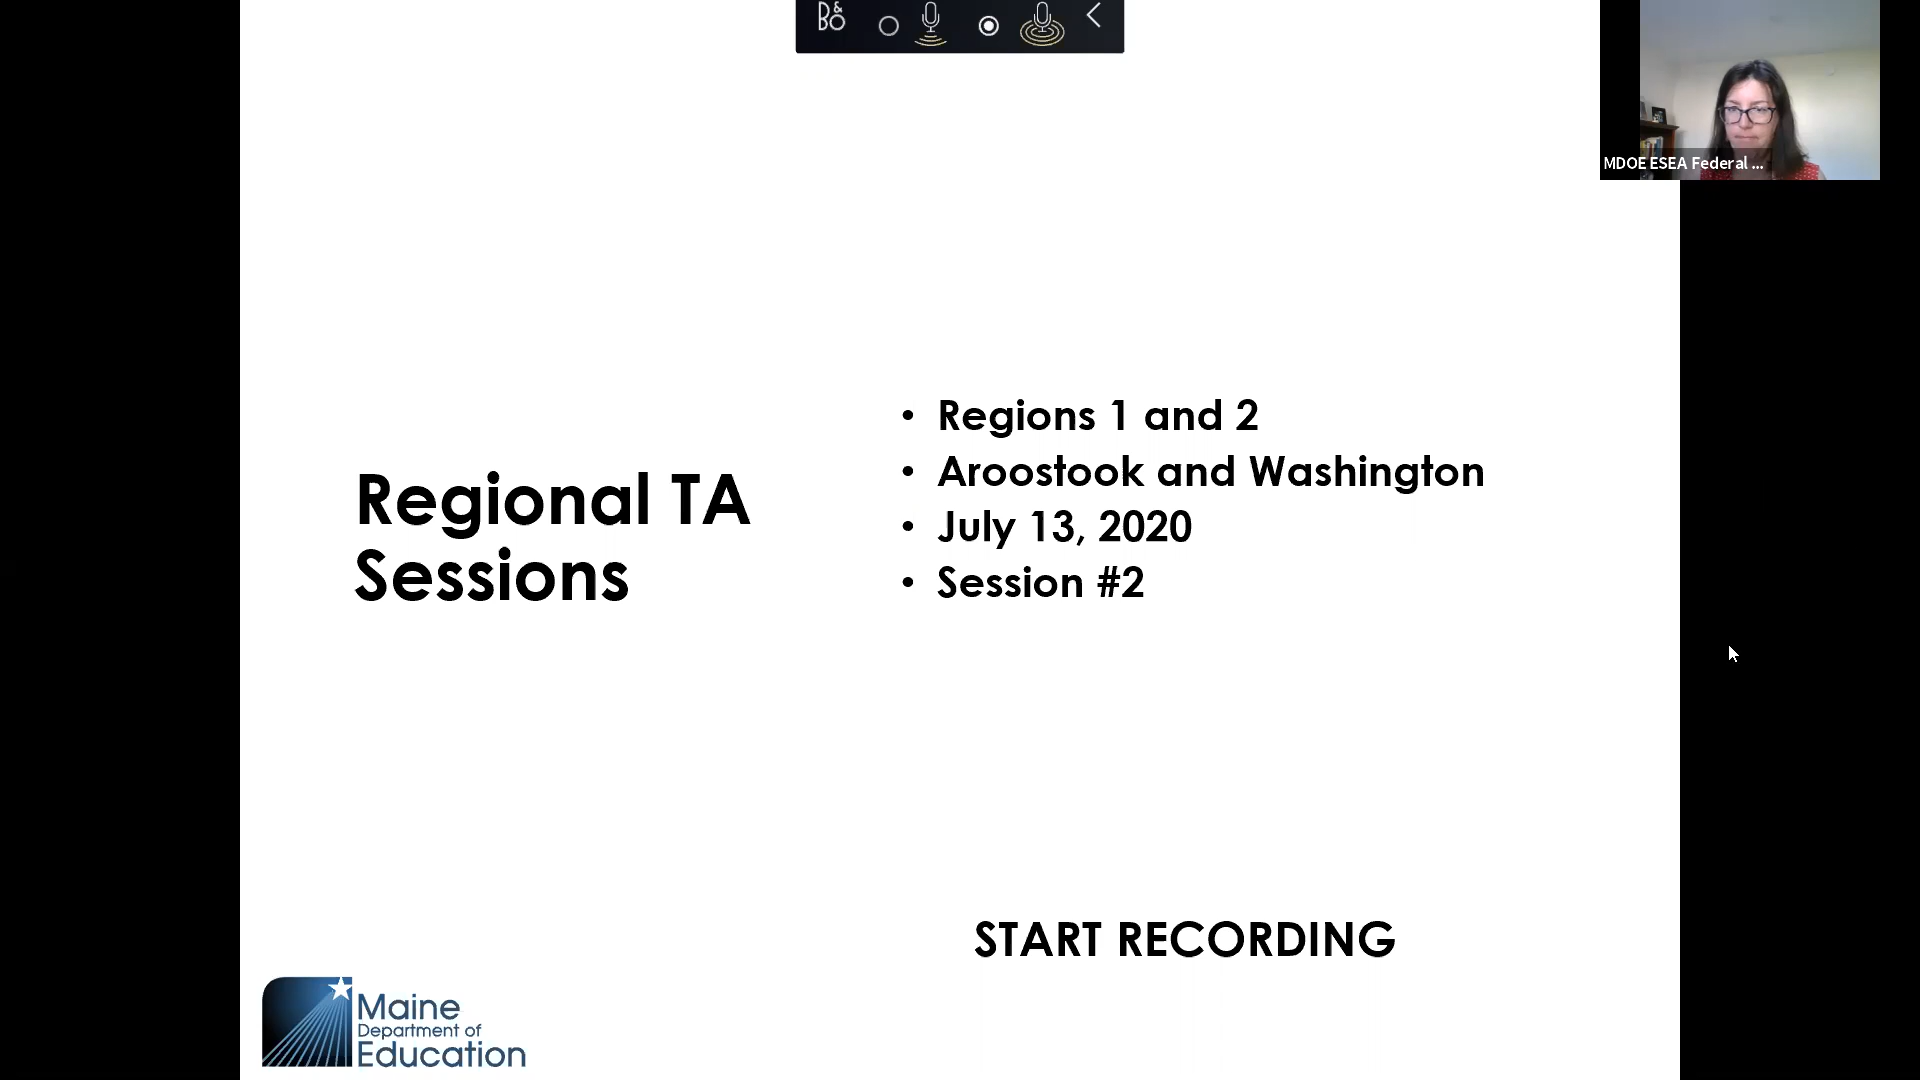 B&O
MDOE ESEA Federal ...
Regional TA
Sessions
• Regions 1 and 2
• Aroostook and Washington
• July 13, 2020
• Session #2
START RECORDING
Maine
Department of
Education